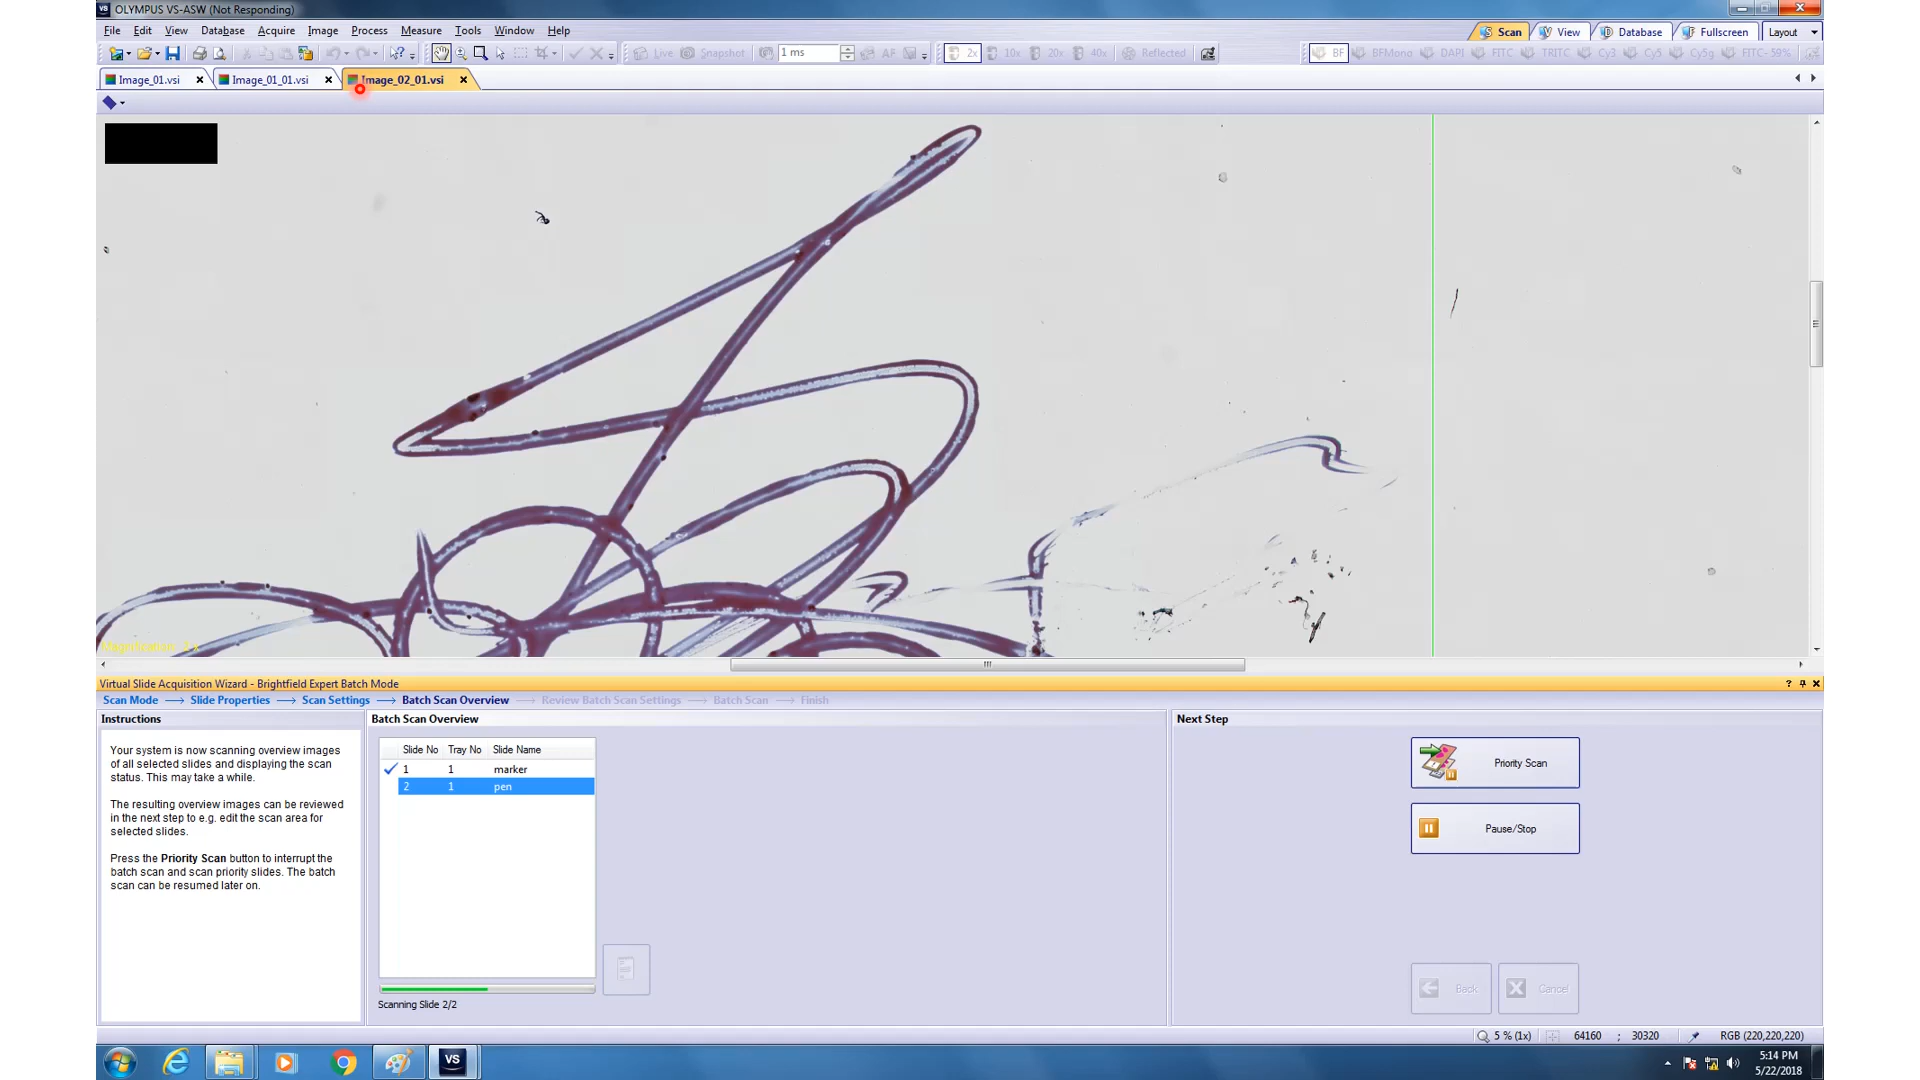 VS OLYMPUS VS-ASW (Not Responding)
File Edit View Database Acquire Image Process Measure Tools Window Help
Scan View Database Fullscreen Layout
Live Snapshot 1 ms AF 2x 10x 20x 40x Reflected BF BFMono DAPI FITC TRITC Cy3 Cy5 Cy5g FITC-59%
Image_01.vsi Image_01_01.vsi Image_02_01.vsi
Virtual Slide Acquisition Wizard - Brightfield Expert Batch Mode
Scan Mode Slide Properties Scan Settings Batch Scan Overview Review Batch Scan Settings Batch Scan Finish
Instructions
Your system is now scanning overview images
of all selected slides and displaying the scan
status. This may take a while.
The resulting overview images can be reviewed
in the next step to e.g. edit the scan area for
selected slides.
Press the Priority Scan button to interrupt the
batch scan and scan priority slides. The batch
scan can be resumed later on.
Batch Scan Overview
Slide No Tray No Slide Name
1 1 marker
2 1 pen
Scanning Slide 2/2
Next Step
Priority Scan
Pause/Stop
Back Cancel
5 % (1x) 64160 ; 30320 RGB (220,220,220)
VS
5:14 PM
5/22/2018